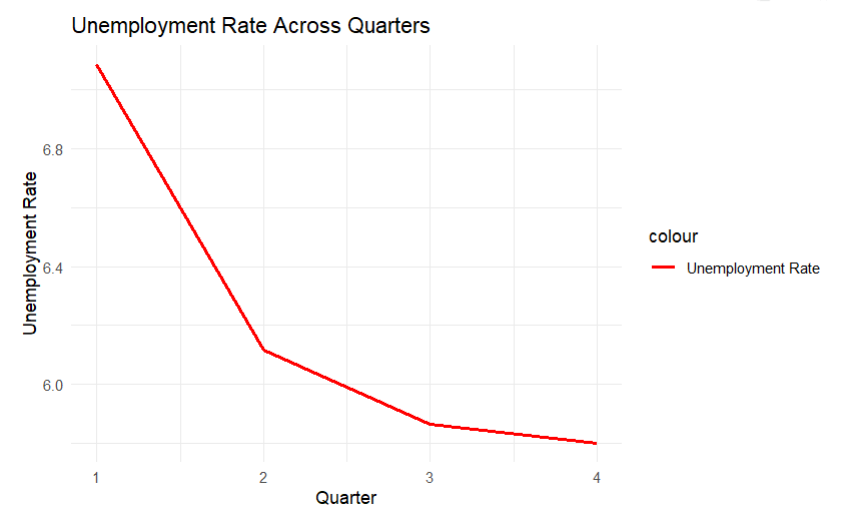 Unemployment Rate Across Quarters
Unemployment Rate
6.8
6.4
6.0
1 2 3 4
Quarter
colour
Unemployment Rate